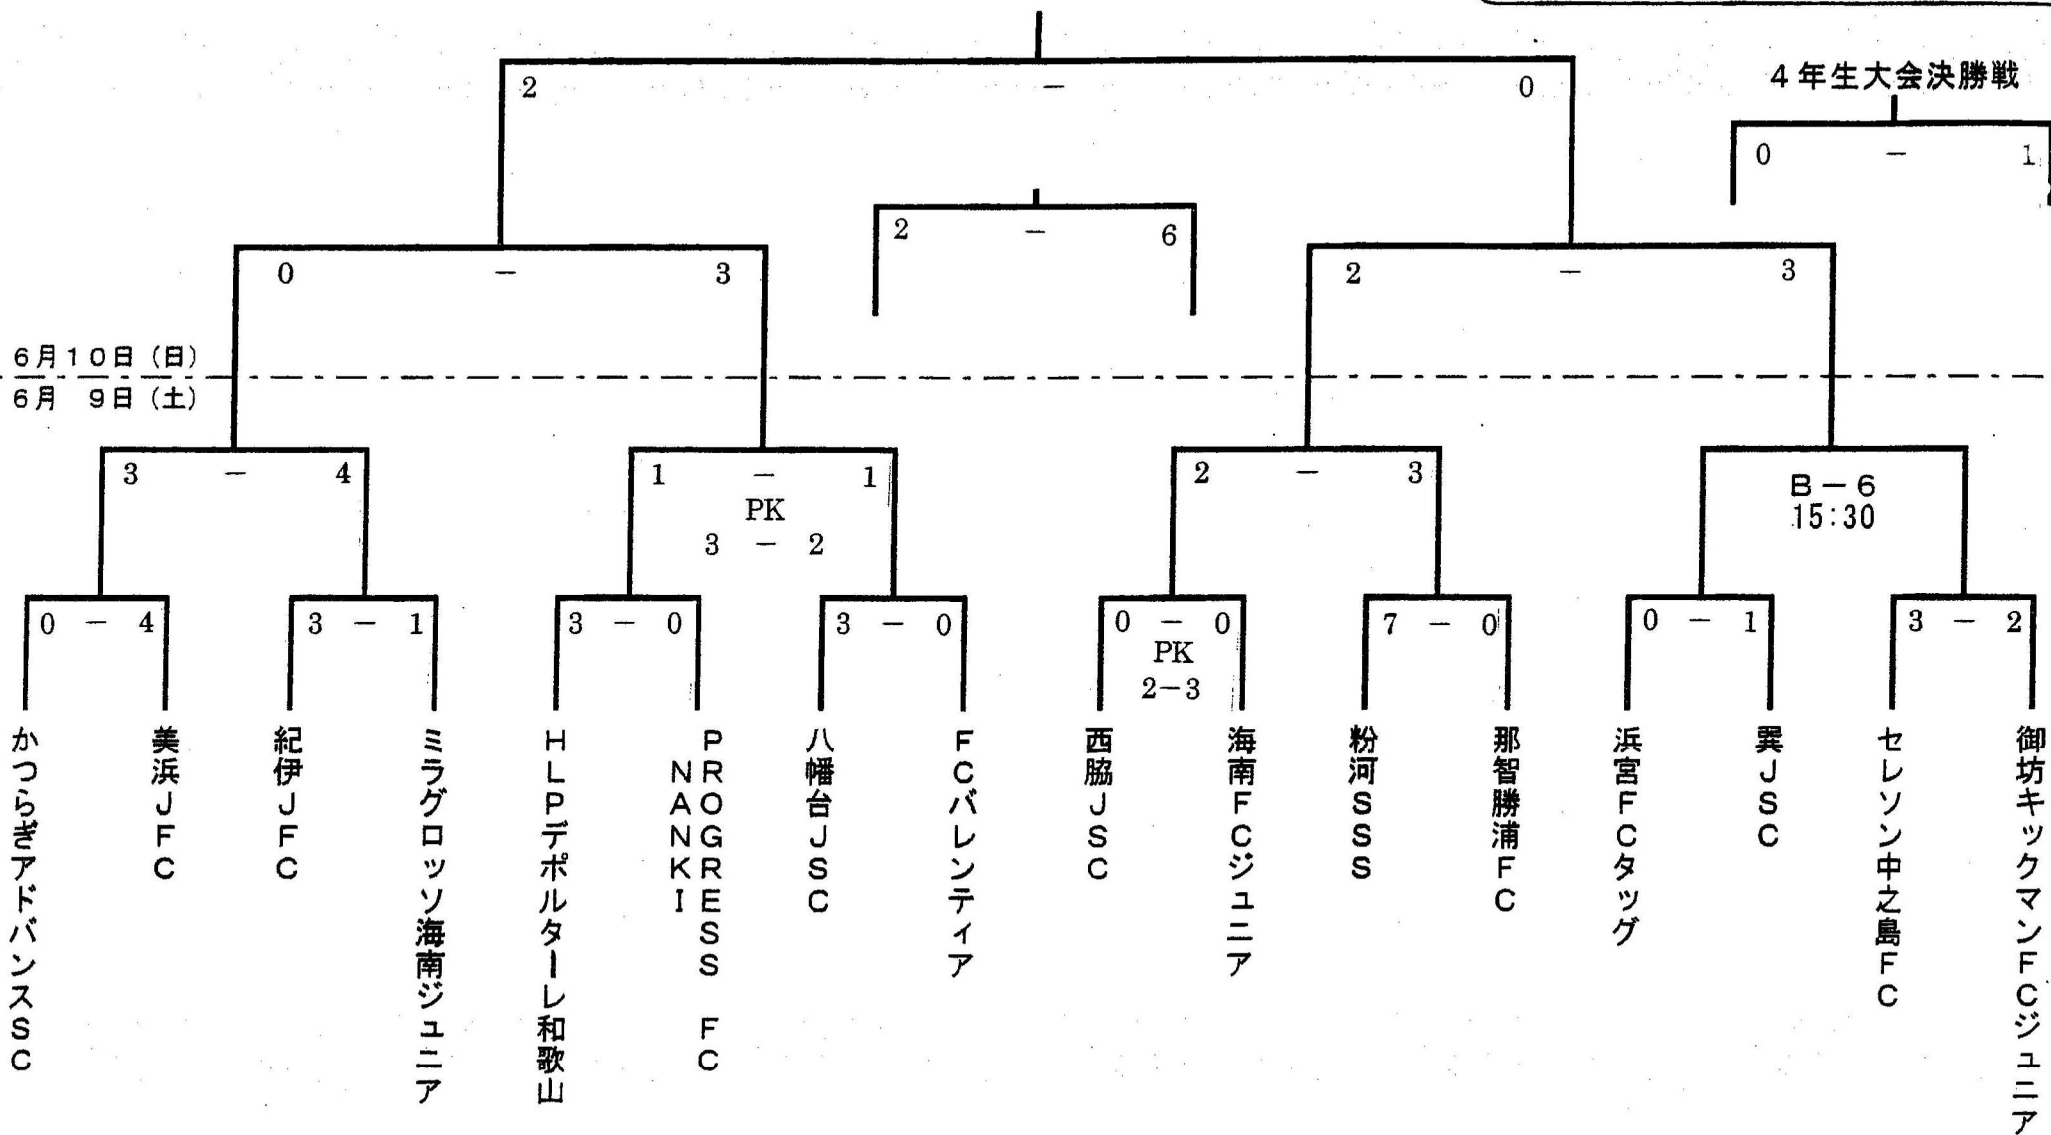 2 － 0
4年生大会決勝戦
0 － 1
2 － 6
0 － 3
2 － 3
6月10日（日）
6月 9日（土）
3 － 4
1 － 1
PK
3 － 2
2 － 3
B－6
15:30
0 － 4
3 － 1
3 － 0
3 － 0
0 － 0
PK
2－3
7 － 0
0 － 1
3 － 2
かつらぎアドバンスSC
美浜JFC
紀伊JFC
ミラグロッソ海南ジュニア
HLPデポルターレ和歌山
PROGRESS FC
NANKI
八幡台JSC
FCバレンティア
西脇JSC
海南FCジュニア
粉河SSS
那智勝浦FC
浜宮FCタッグ
巽JSC
セレソン中之島FC
御坊キックマンFCジュニア